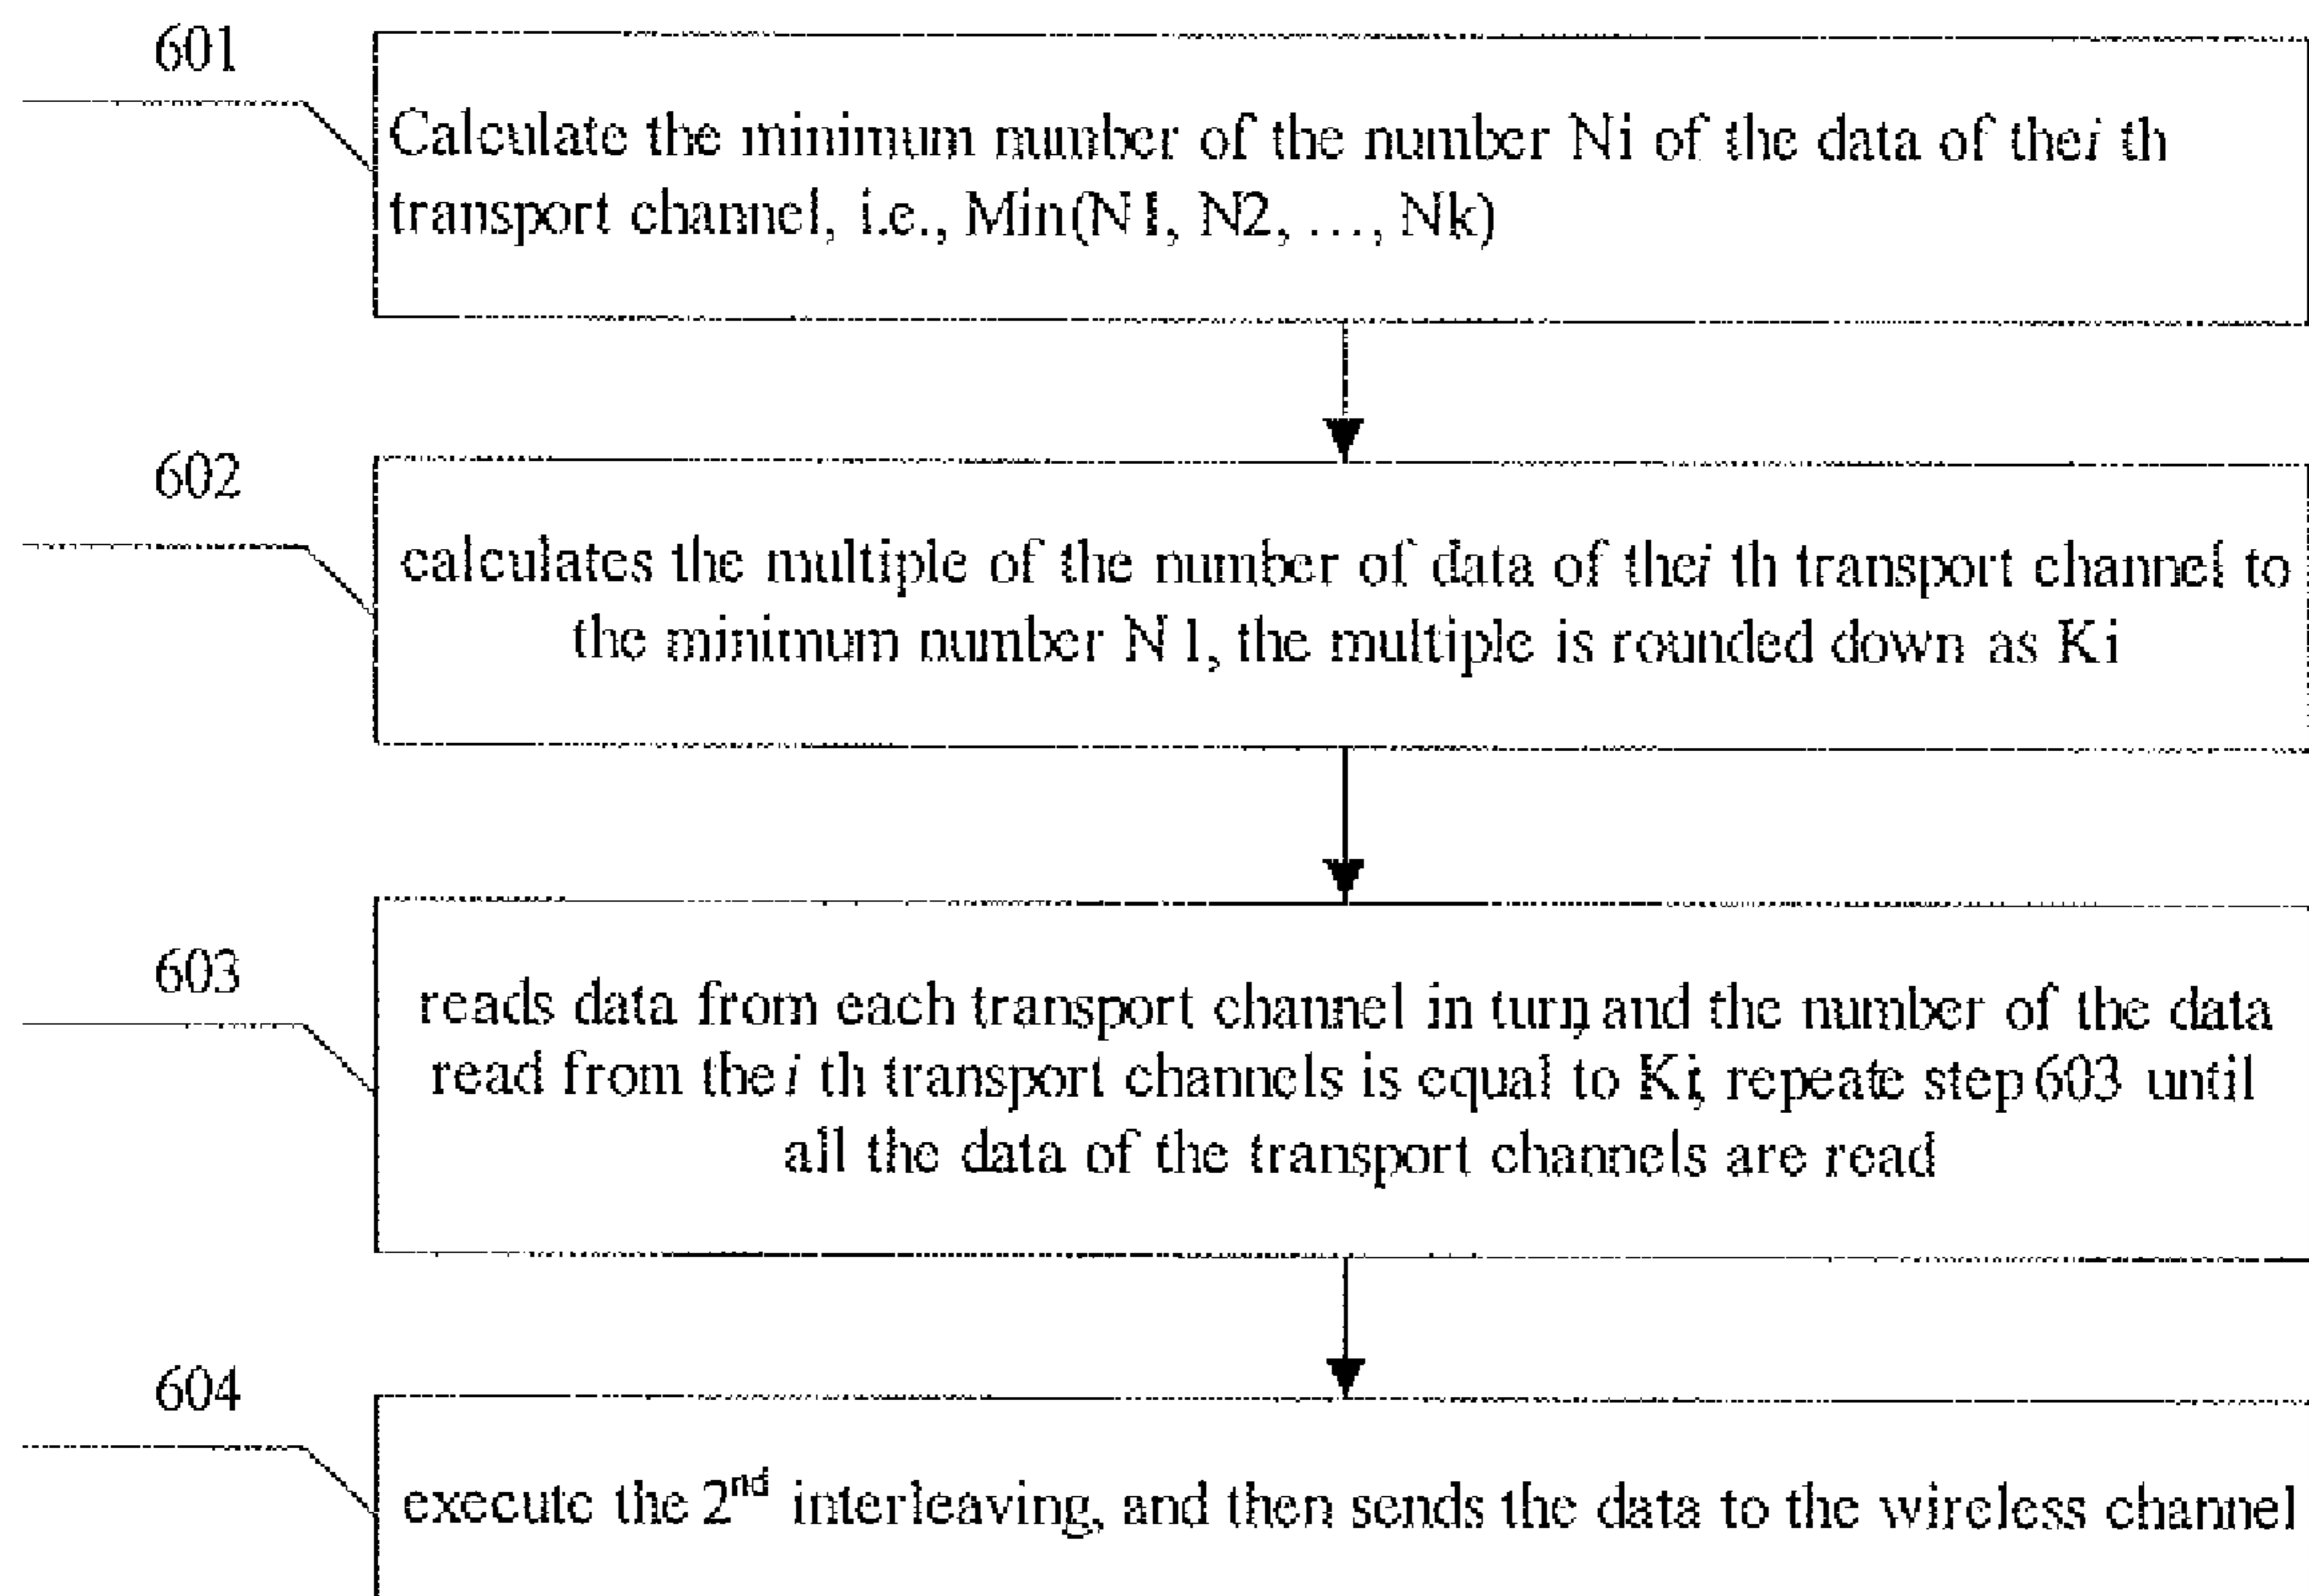 601
Calculate the minimum number of the number Ni of the data of the i th
transport channel, i.e., Min(N1, N2, ..., Nk)
602
calculates the multiple of the number of data of the i th transport channel to
the minimum number N1, the multiple is rounded down as Ki
603
reads data from each transport channel in turn, and the number of the data
read from the i th transport channels is equal to Ki, repeate step 603 until
all the data of the transport channels are read
604
execute the 2nd interleaving, and then sends the data to the wireless channel